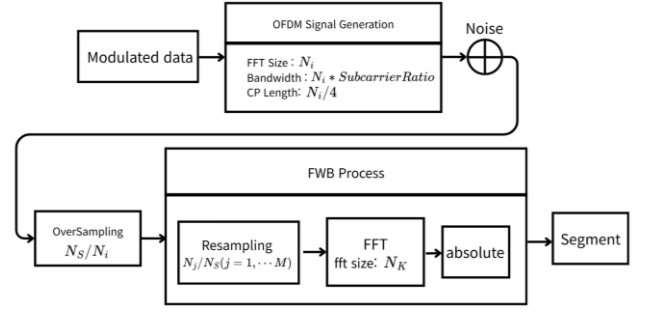 OFDM Signal Generation
Noise
Modulated data
FFT Size : N_i
Bandwidth : N_i * SubcarrierRatio
CP Length: N_i/4
FWB Process
OverSampling
N_S/N_i
Resampling
N_j/N_S(j = 1, ··· M)
FFT
fft size: N_K
absolute
Segment